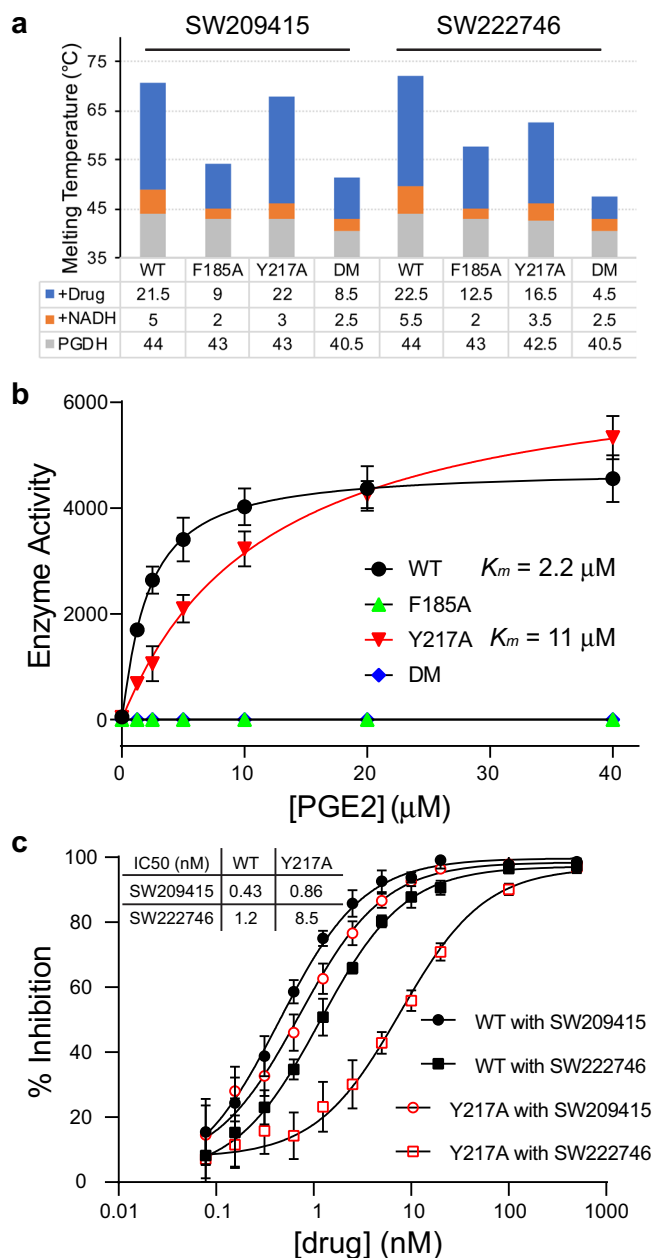 a
SW209415 SW222746
Melting Temperature (°C)
75
65
55
45
35
WT F185A Y217A DM WT F185A Y217A DM
+Drug 21.5 9 22 8.5 22.5 12.5 16.5 4.5
+NADH 5 2 3 2.5 5.5 2 3.5 2.5
PGDH 44 43 43 40.5 44 43 42.5 40.5
b
Enzyme Activity
6000
4000
2000
0
WT Km = 2.2 μM
F185A
Y217A Km = 11 μM
DM
0 10 20 30 40
[PGE2] (μM)
c
% Inhibition
100
80
60
40
20
0
IC50 (nM) WT Y217A
SW209415 0.43 0.86
SW222746 1.2 8.5
WT with SW209415
WT with SW222746
Y217A with SW209415
Y217A with SW222746
0.01 0.1 1 10 100 1000
[drug] (nM)